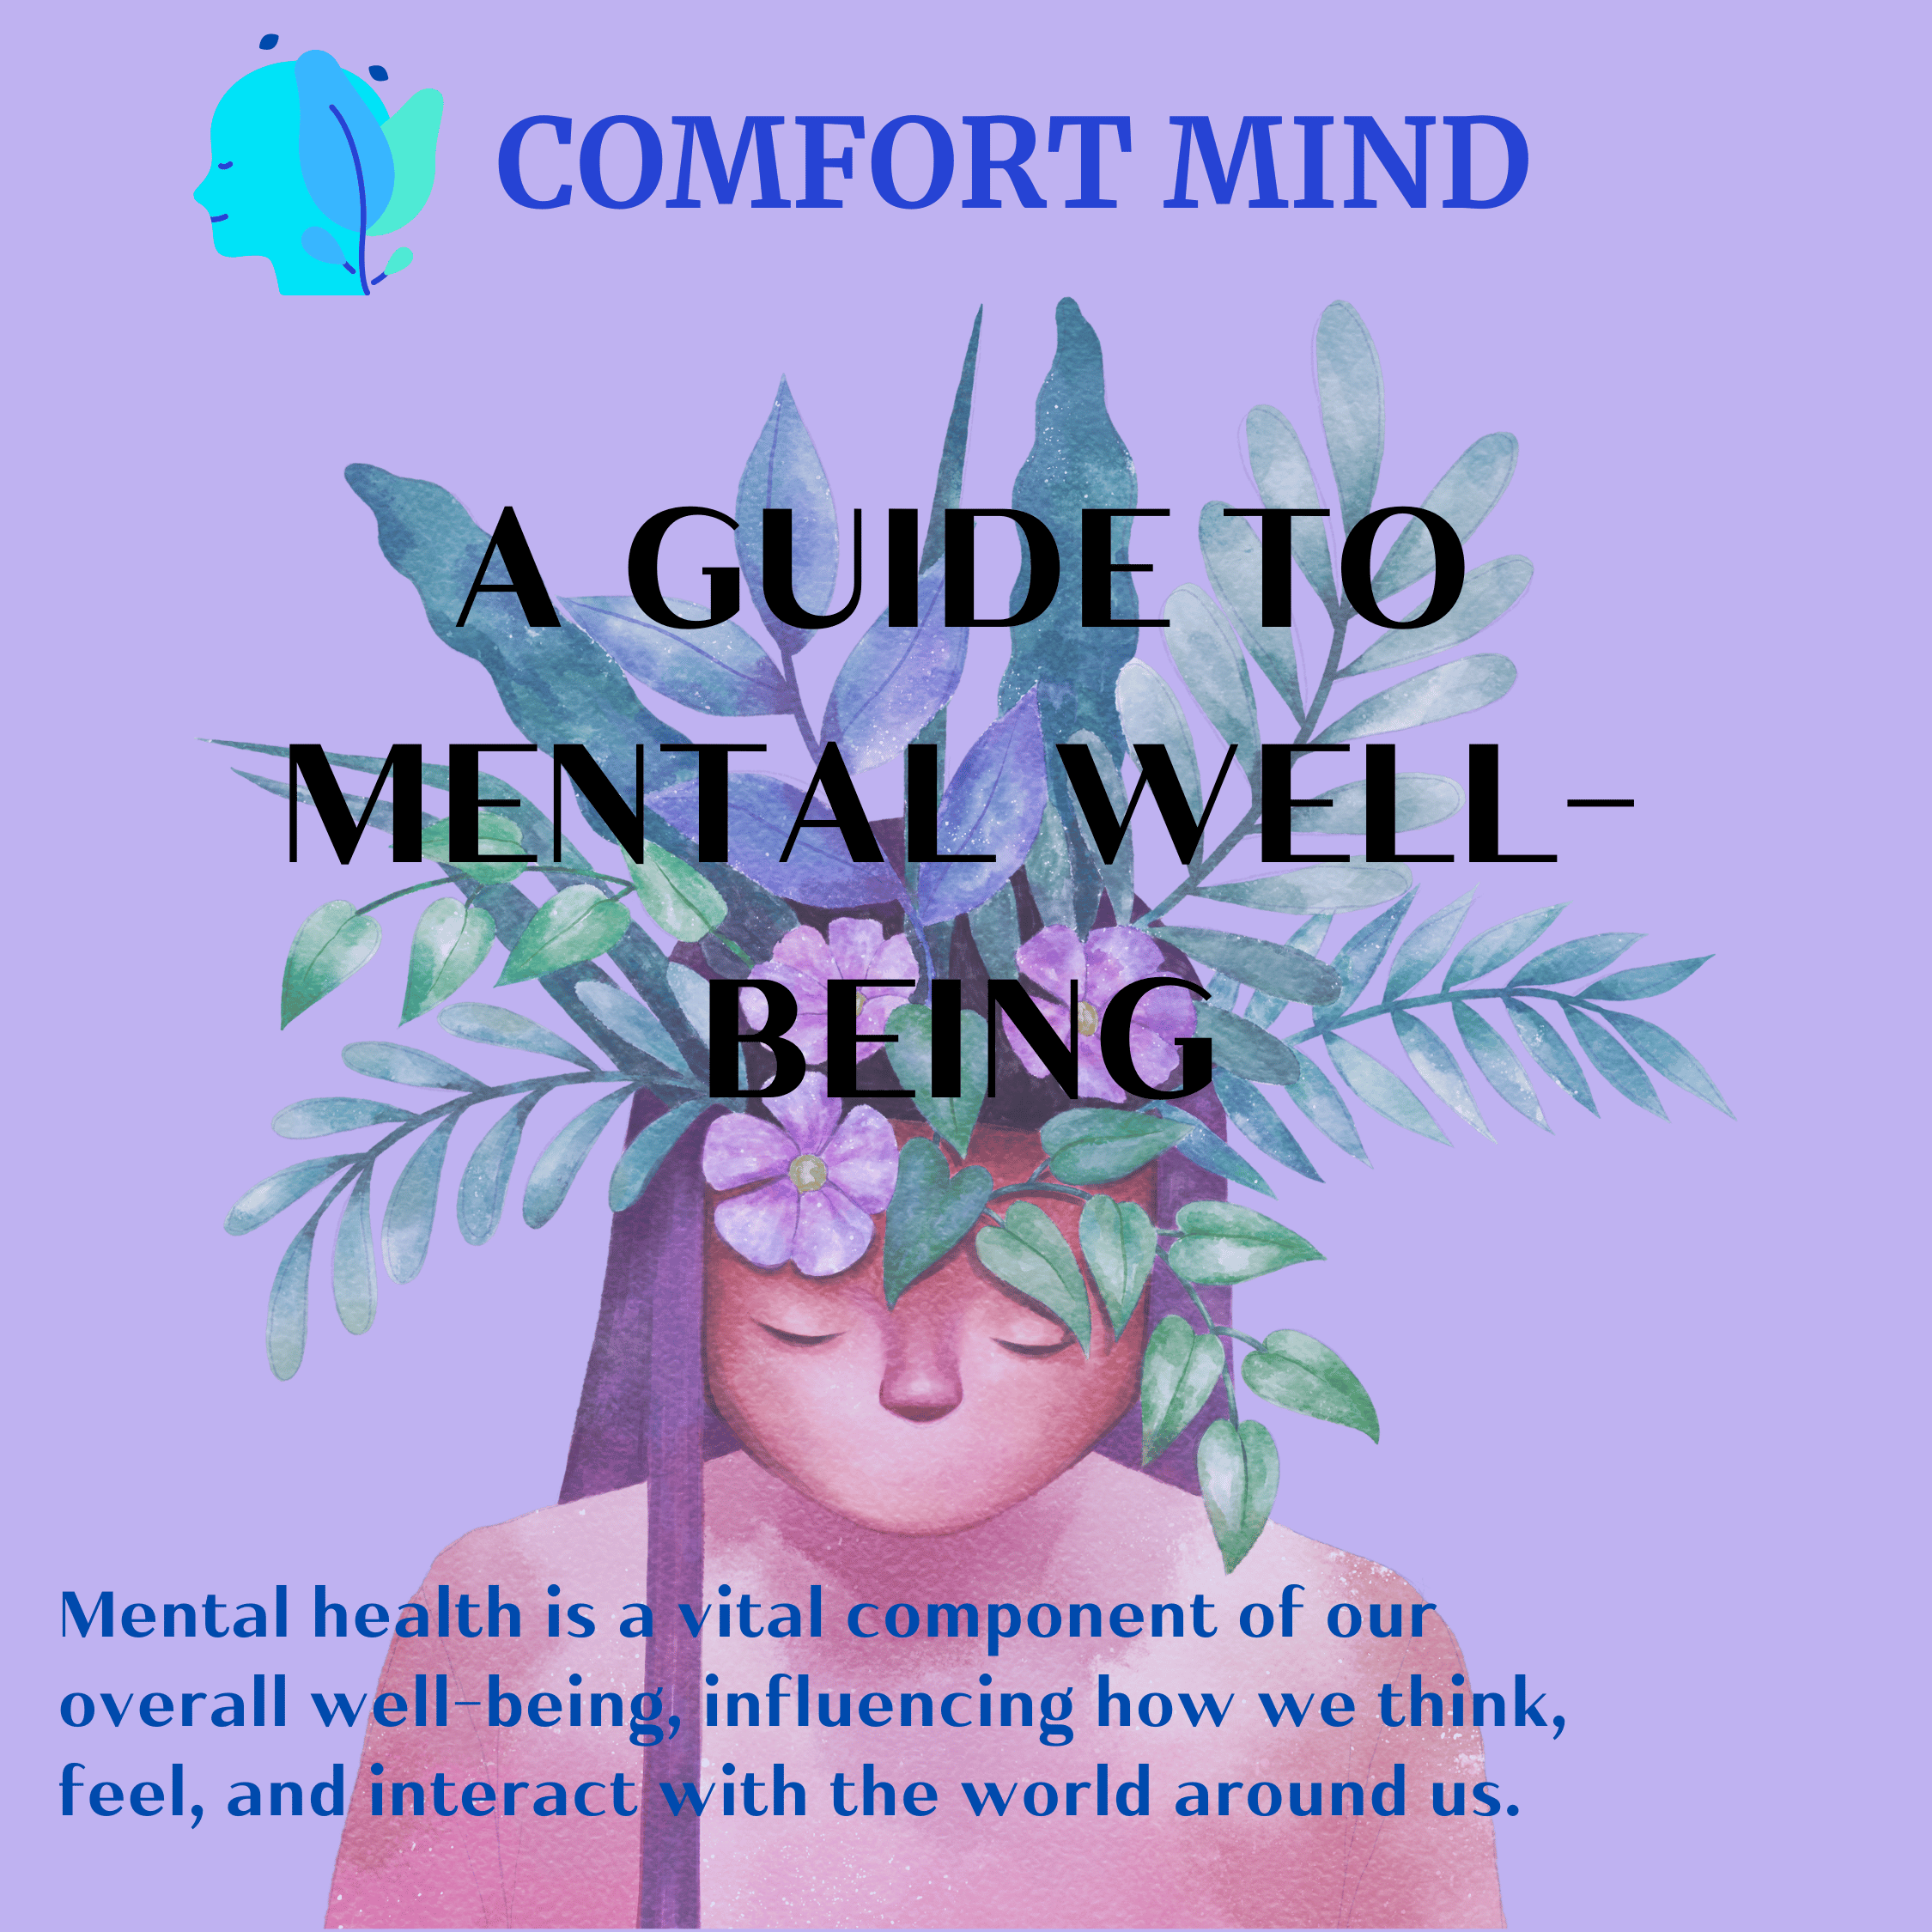 COMFORT MIND
A GUIDE TO
MENTAL WELL-
BEING
Mental health is a vital component of our
overall well-being, influencing how we think,
feel, and interact with the world around us.